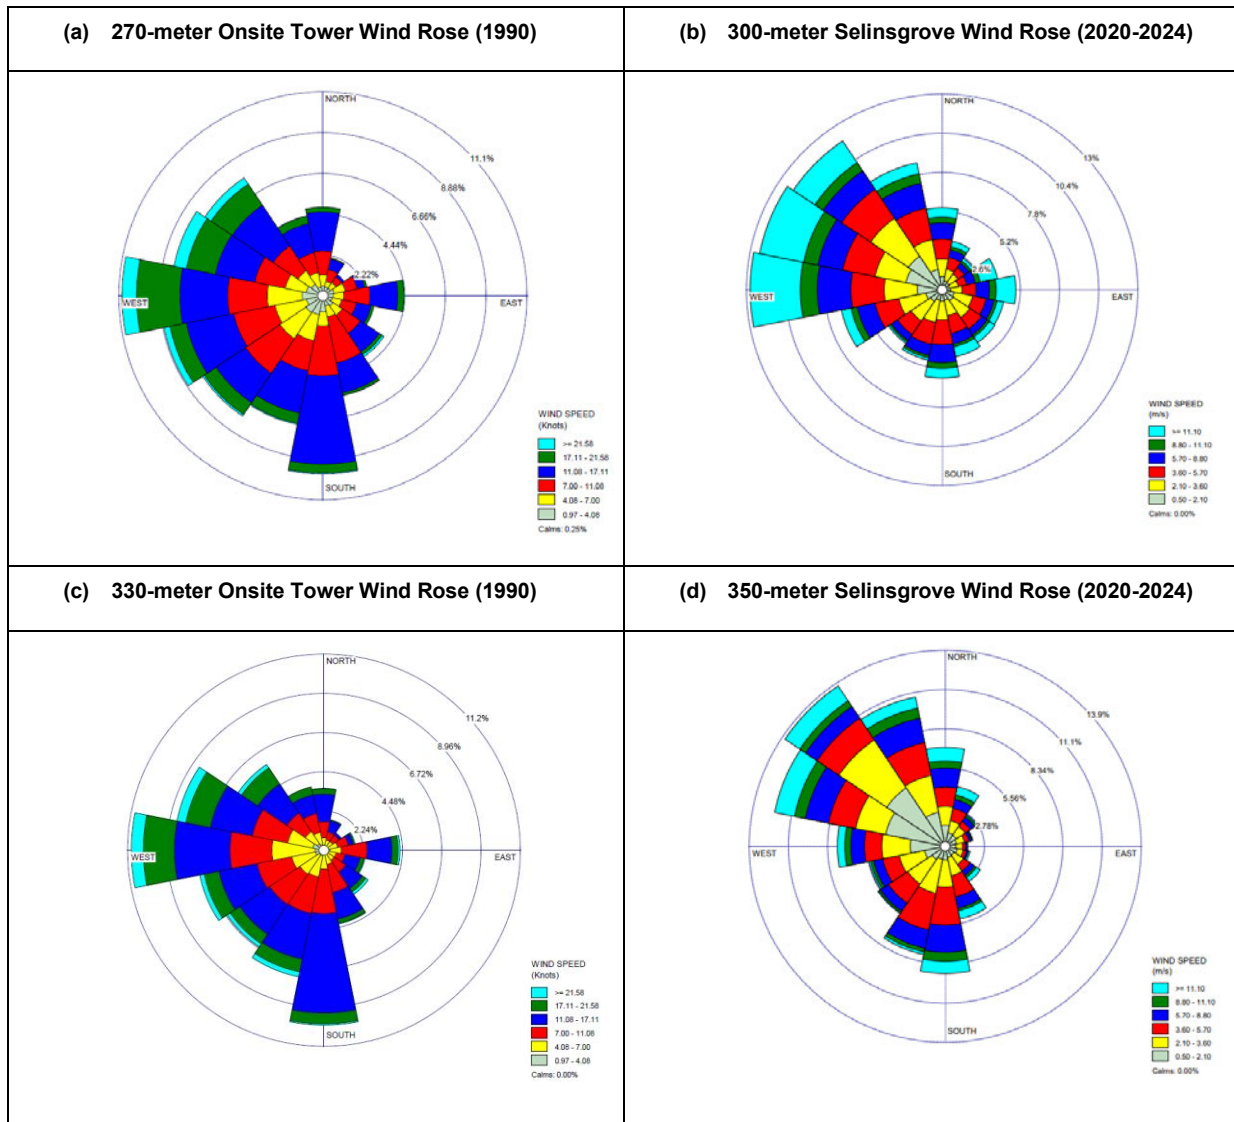 (a) 270-meter Onsite Tower Wind Rose (1990)
(b) 300-meter Selinsgrove Wind Rose (2020-2024)
NORTH
11.1%
8.88%
6.66%
4.44%
2.22%
WEST
EAST
SOUTH
WIND SPEED
(Knots)
>= 21.58
17.11 - 21.58
11.08 - 17.11
7.00 - 11.08
4.08 - 7.00
0.97 - 4.08
Calms: 0.25%
NORTH
13%
10.4%
7.8%
5.2%
2.6%
WEST
EAST
SOUTH
WIND SPEED
(m/s)
>= 11.10
8.80 - 11.10
5.70 - 8.80
3.60 - 5.70
2.10 - 3.60
0.50 - 2.10
Calms: 0.00%
(c) 330-meter Onsite Tower Wind Rose (1990)
(d) 350-meter Selinsgrove Wind Rose (2020-2024)
NORTH
11.2%
8.96%
6.72%
4.48%
2.24%
WEST
EAST
SOUTH
WIND SPEED
(Knots)
>= 21.58
17.11 - 21.58
11.08 - 17.11
7.00 - 11.08
4.08 - 7.00
0.97 - 4.08
Calms: 0.00%
NORTH
13.9%
11.1%
8.34%
5.56%
2.78%
WEST
EAST
SOUTH
WIND SPEED
(m/s)
>= 11.10
8.80 - 11.10
5.70 - 8.80
3.60 - 5.70
2.10 - 3.60
0.50 - 2.10
Calms: 0.00%